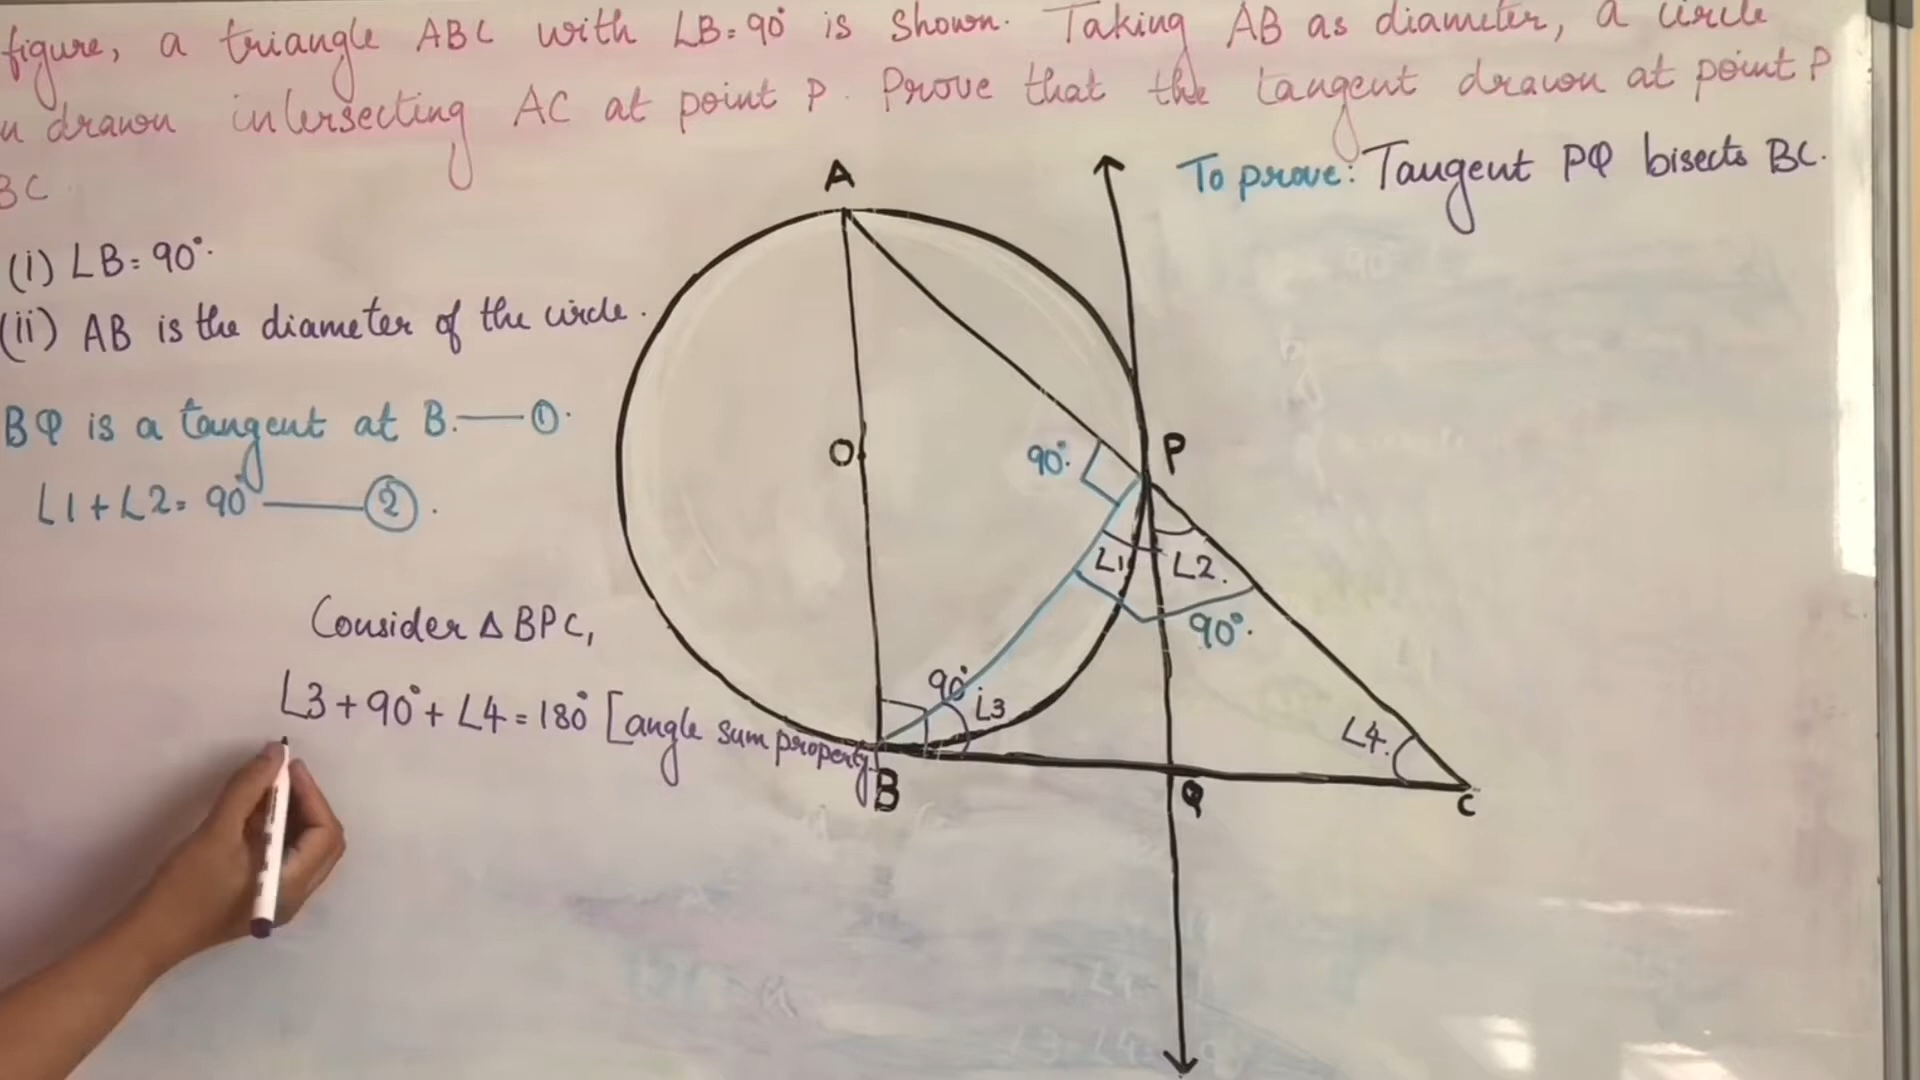 figure, a triangle ABC with ∠B = 90° is shown. Taking AB as diameter, a circle
drawn intersecting AC at point P. Prove that the tangent drawn at point P
BC
To prove: Tangent PQ bisects BC.
(i) ∠B = 90°.
(ii) AB is the diameter of the circle.
BQ is a tangent at B. — ①.
∠1 + ∠2 = 90° — ②.
Consider △BPC,
∠3 + 90° + ∠4 = 180° [angle sum property
A
O
P
90°.
∠1
∠2.
90°.
90°
∠3
∠4.
B
Q
C